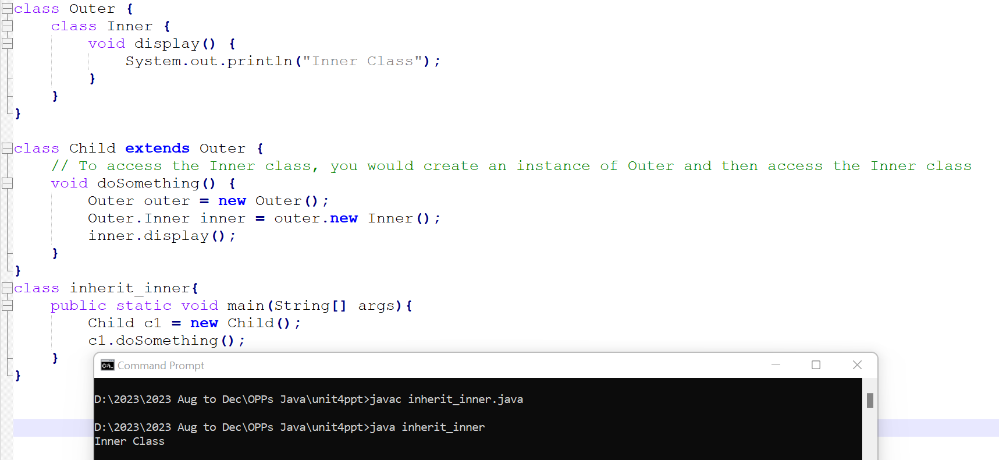 class Outer {
    class Inner {
        void display() {
            System.out.println("Inner Class");
        }
    }
}

class Child extends Outer {
    // To access the Inner class, you would create an instance of Outer and then access the Inner class
    void doSomething() {
        Outer outer = new Outer();
        Outer.Inner inner = outer.new Inner();
        inner.display();
    }
}
class inherit_inner{
    public static void main(String[] args){
        Child c1 = new Child();
        c1.doSomething();
    }
}
Command Prompt
D:\2023\2023 Aug to Dec\OPPs Java\unit4ppt>javac inherit_inner.java
D:\2023\2023 Aug to Dec\OPPs Java\unit4ppt>java inherit_inner
Inner Class